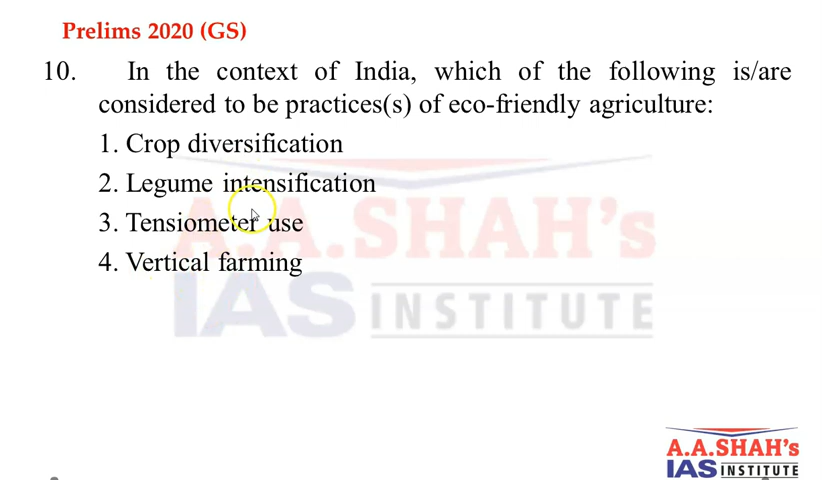 Prelims 2020 (GS)
10. In the context of India, which of the following is/are
considered to be practices(s) of eco-friendly agriculture:
1. Crop diversification
2. Legume intensification
3. Tensiometer use
4. Vertical farming
A.A.SHAH's
IAS INSTITUTE
A.A.SHAH's
IAS INSTITUTE